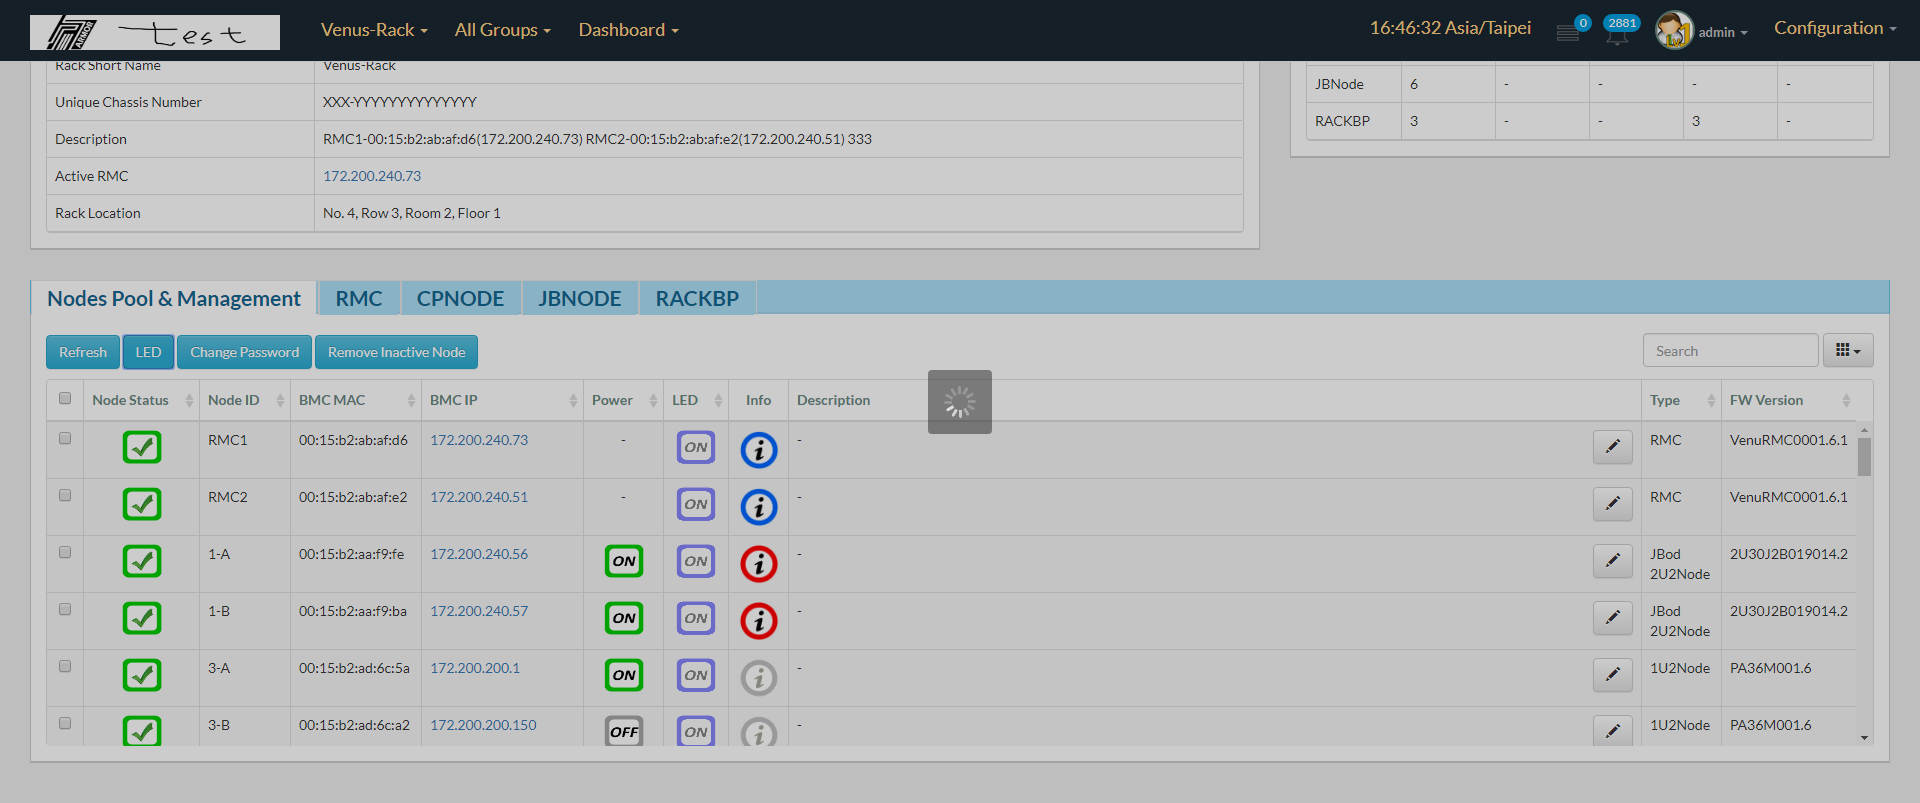 ARMOR test Venus-Rack All Groups Dashboard 16:46:32 Asia/Taipei 0 2881 admin Configuration
Rack Short Name Venus-Rack
Unique Chassis Number XXX-YYYYYYYYYYYYYY
Description RMC1-00:15:b2:ab:af:d6(172.200.240.73) RMC2-00:15:b2:ab:af:e2(172.200.240.51) 333
Active RMC 172.200.240.73
Rack Location No. 4, Row 3, Room 2, Floor 1
JBNode 6 - - - -
RACKBP 3 - - 3 -
Nodes Pool & Management RMC CPNODE JBNODE RACKBP
Refresh LED Change Password Remove Inactive Node Search
Node Status Node ID BMC MAC BMC IP Power LED Info Description Type FW Version
RMC1 00:15:b2:ab:af:d6 172.200.240.73 - ON i - RMC VenuRMC0001.6.1
RMC2 00:15:b2:ab:af:e2 172.200.240.51 - ON i - RMC VenuRMC0001.6.1
1-A 00:15:b2:aa:f9:fe 172.200.240.56 ON ON i - JBod 2U30J2B019014.2
2U2Node
1-B 00:15:b2:aa:f9:ba 172.200.240.57 ON ON i - JBod 2U30J2B019014.2
2U2Node
3-A 00:15:b2:ad:6c:5a 172.200.200.1 ON ON i - 1U2Node PA36M001.6
3-B 00:15:b2:ad:6c:a2 172.200.200.150 OFF ON i - 1U2Node PA36M001.6